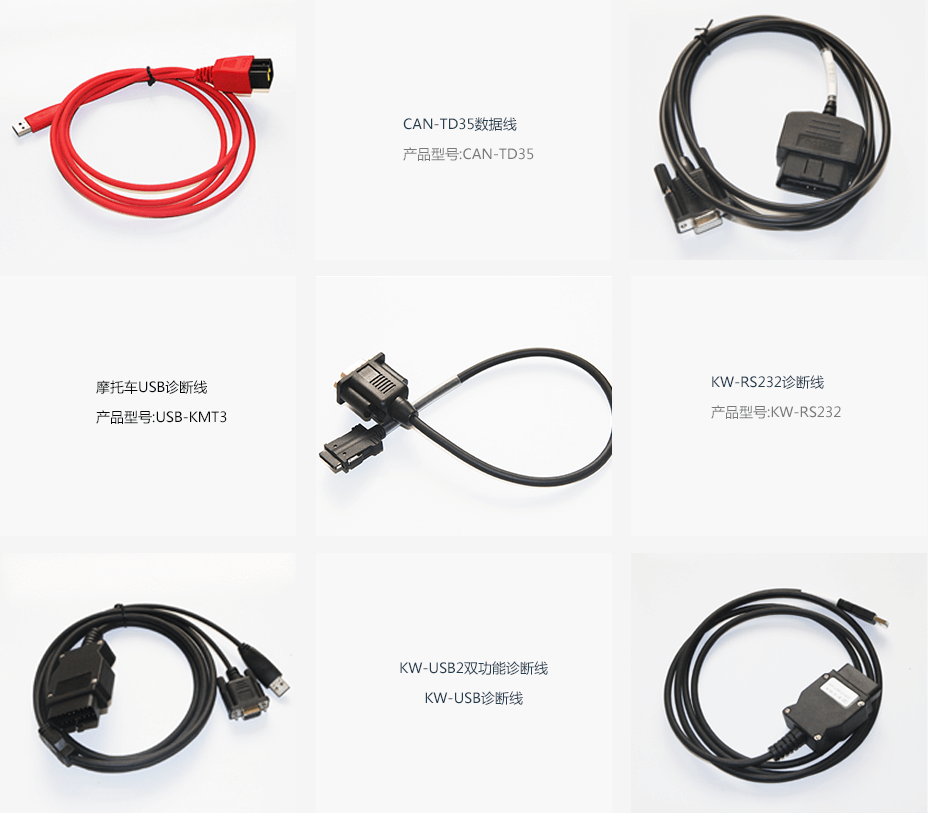 CAN-TD35数据线
产品型号:CAN-TD35
摩托车USB诊断线
产品型号:USB-KMT3
KW-RS232诊断线
产品型号:KW-RS232
KW-USB2双功能诊断线
KW-USB诊断线